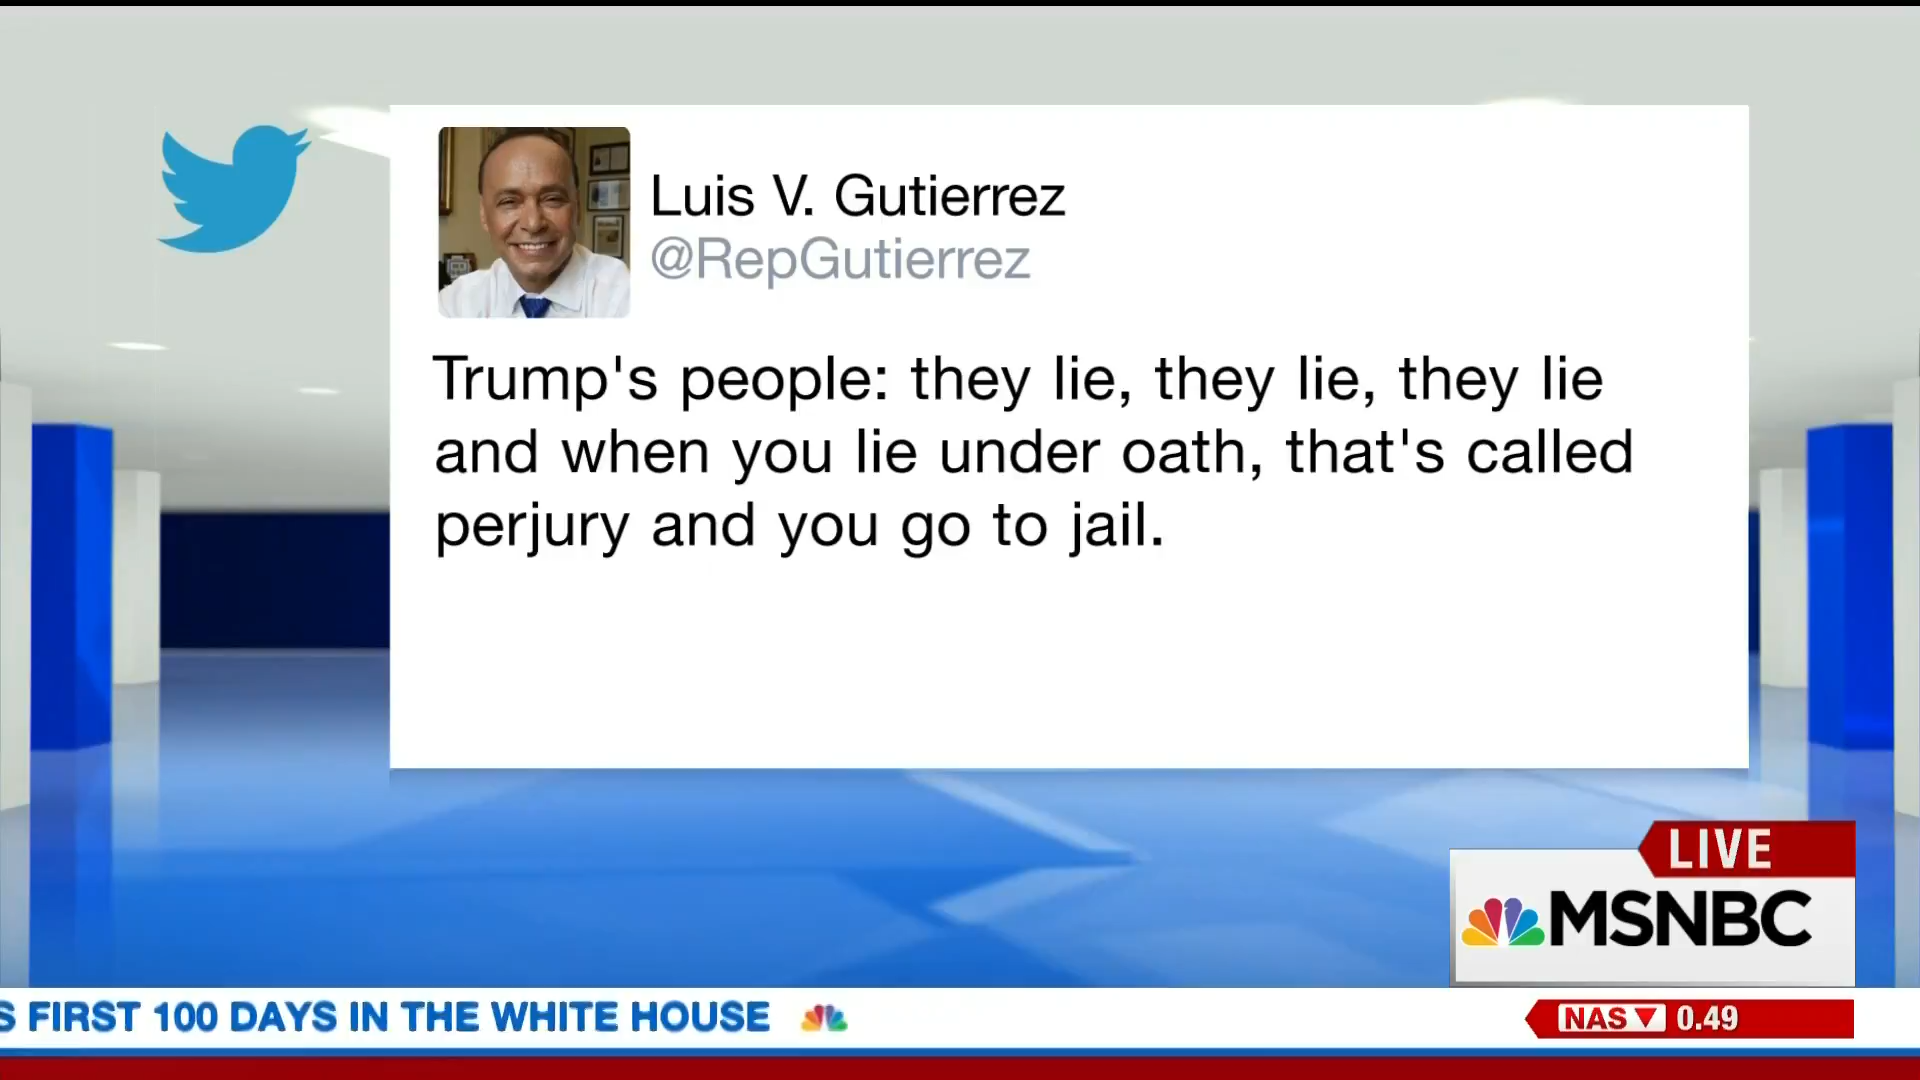 Luis V. Gutierrez
@RepGutierrez
Trump's people: they lie, they lie, they lie
and when you lie under oath, that's called
perjury and you go to jail.
LIVE
MSNBC
S FIRST 100 DAYS IN THE WHITE HOUSE
NAS▼ 0.49